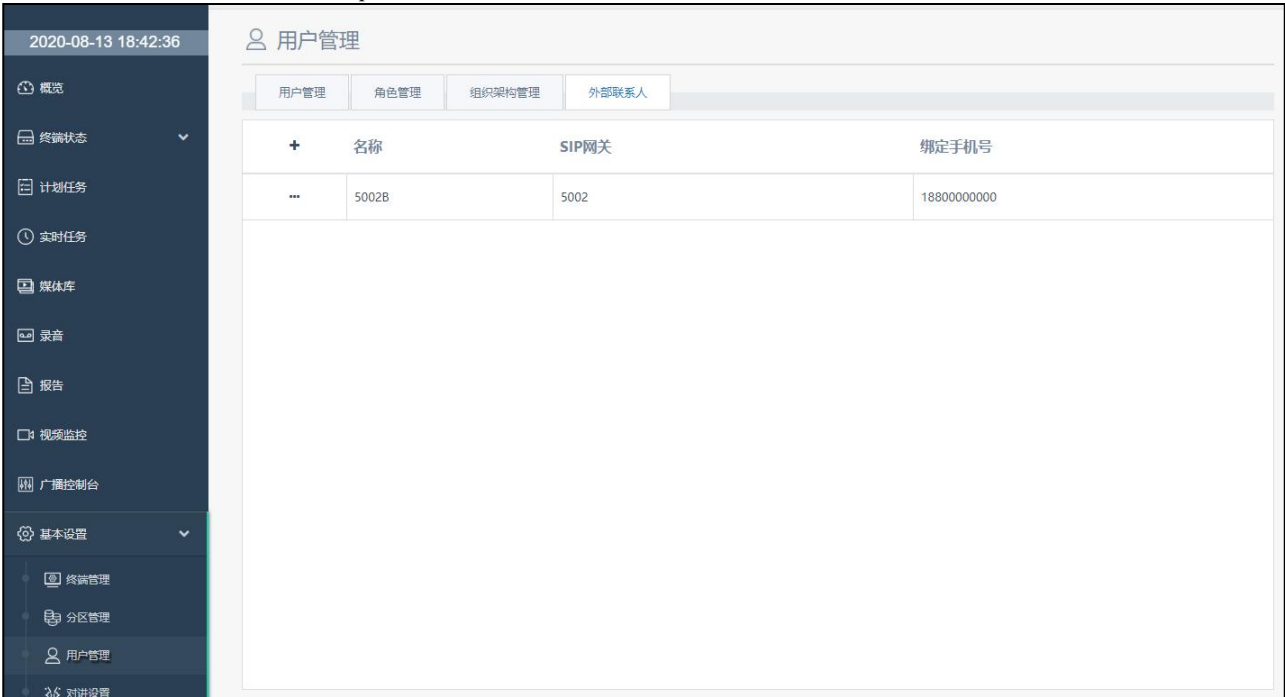 2020-08-13 18:42:36
概览
终端状态
计划任务
实时任务
媒体库
录音
报告
视频监控
广播控制台
基本设置
终端管理
分区管理
用户管理
对讲设置
用户管理
用户管理 角色管理 组织架构管理 外部联系人
+ 名称 SIP网关 绑定手机号
... 5002B 5002 18800000000